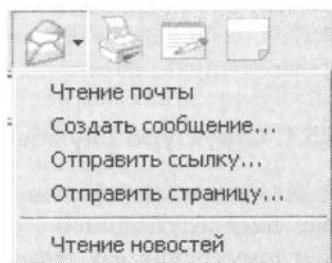 Чтение почты
Создать сообщение...
Отправить ссылку...
Отправить страницу...
Чтение новостей